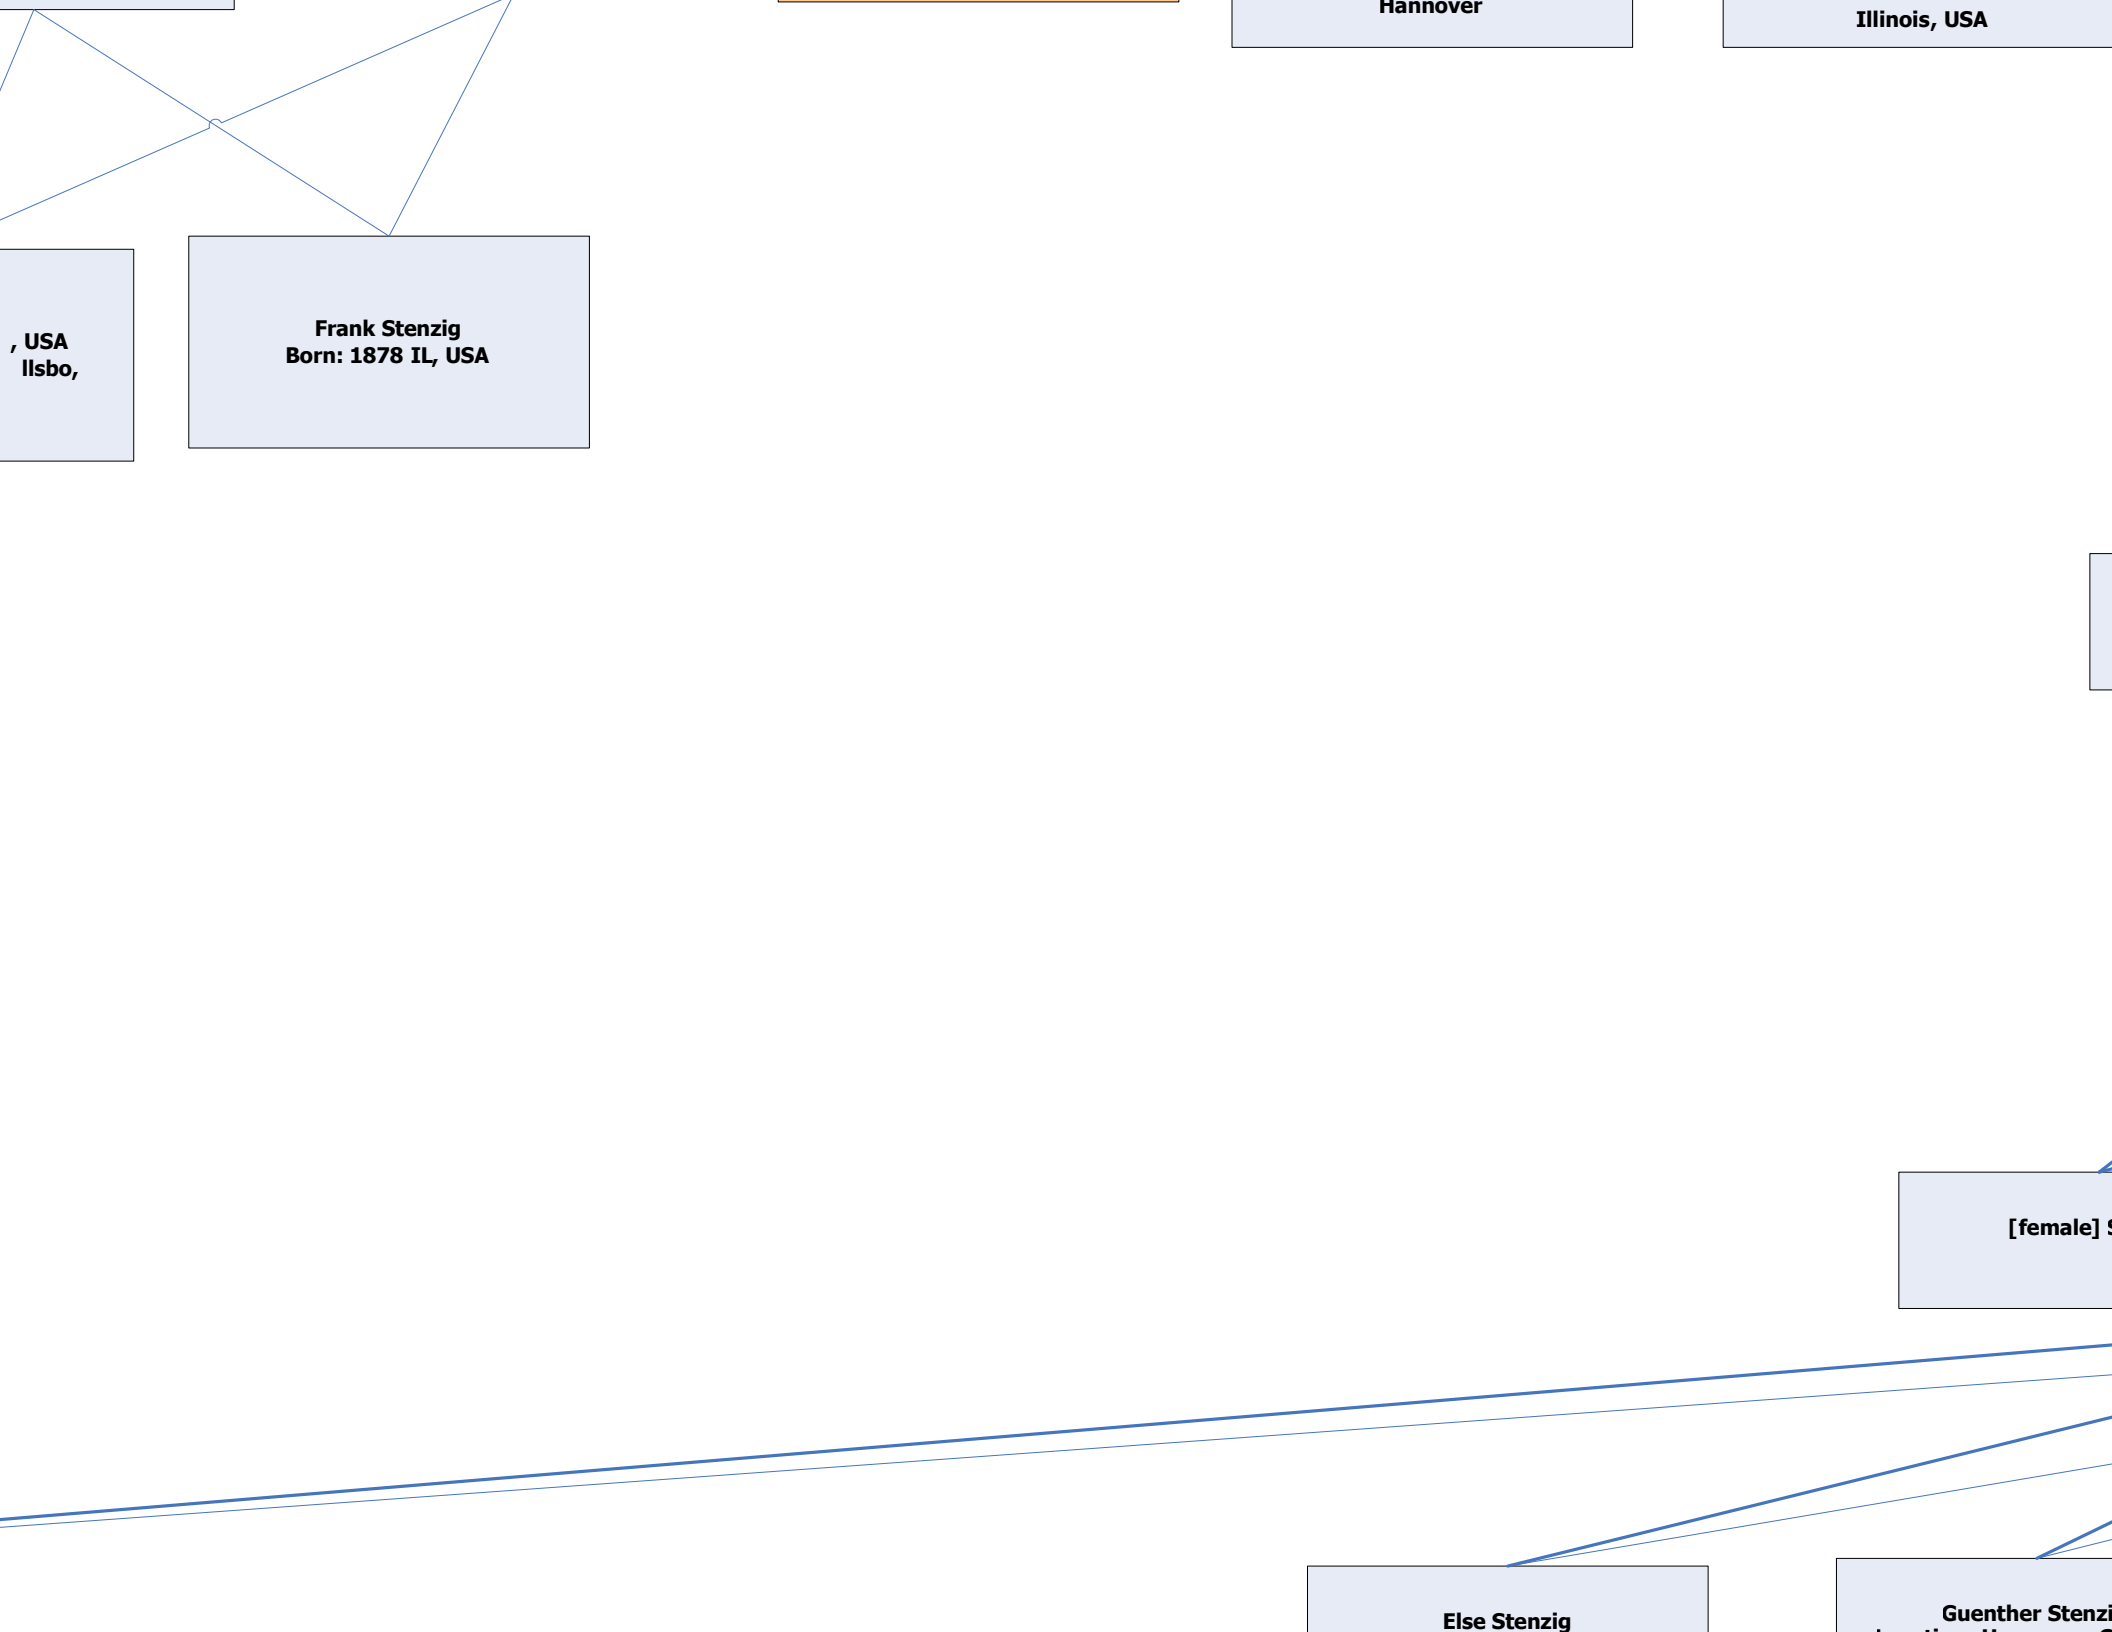 Hannover
Illinois, USA
, USA
llsbo,
Frank Stenzig
Born: 1878 IL, USA
[female]
Else Stenzig
Guenther Stenzi